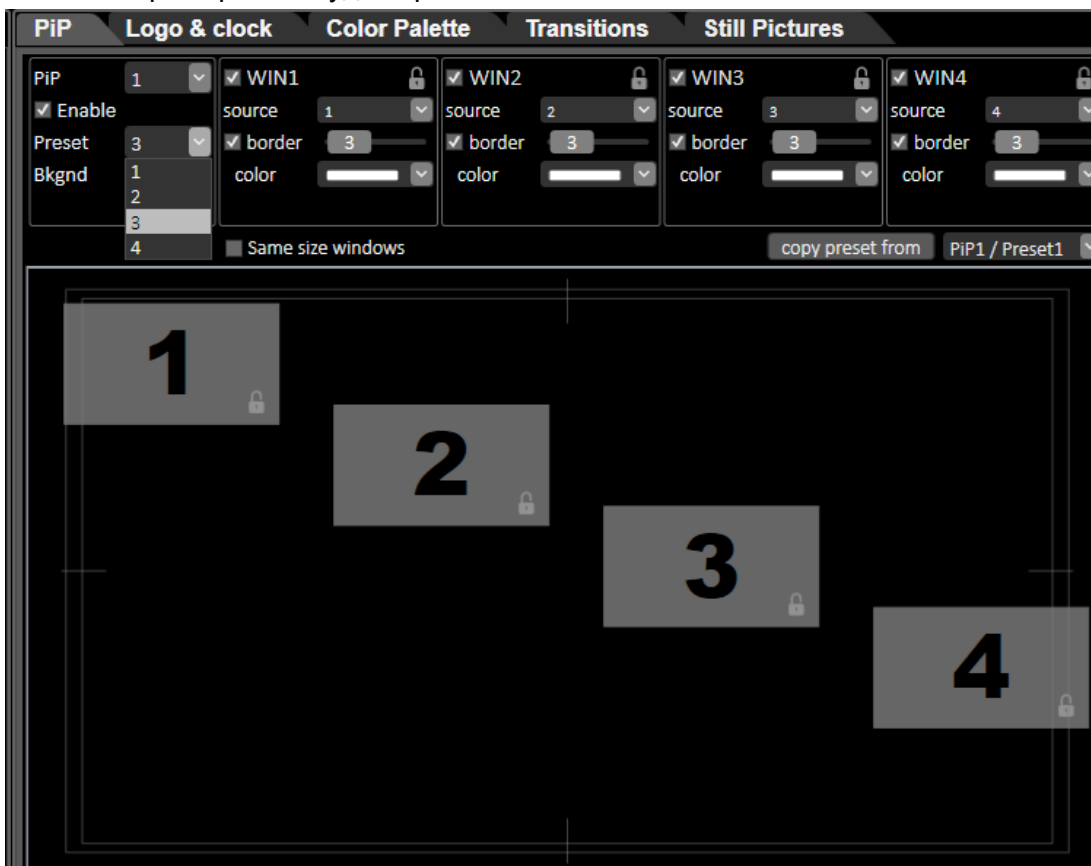 PiP Logo & clock Color Palette Transitions Still Pictures
PiP 1 WIN1 WIN2 WIN3 WIN4
Enable source 1 source 2 source 3 source 4
Preset 3 border 3 border 3 border 3 border 3
Bkgnd 1 color color color color
2
3
4 Same size windows copy preset from PiP1 / Preset1
1
2
3
4